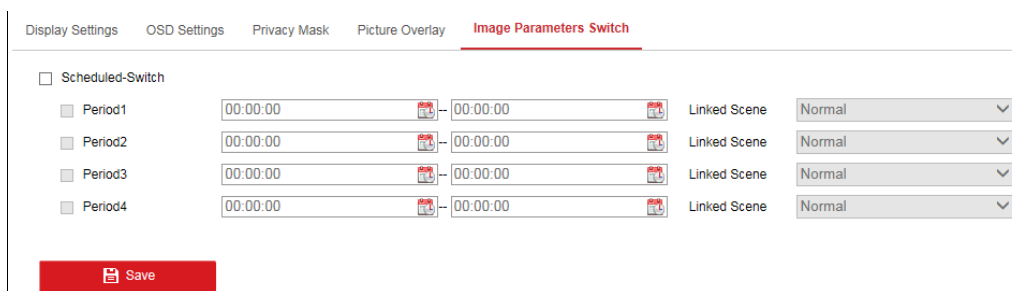 Display Settings OSD Settings Privacy Mask Picture Overlay Image Parameters Switch
Scheduled-Switch
Period1 00:00:00 -- 00:00:00 Linked Scene Normal
Period2 00:00:00 -- 00:00:00 Linked Scene Normal
Period3 00:00:00 -- 00:00:00 Linked Scene Normal
Period4 00:00:00 -- 00:00:00 Linked Scene Normal
Save